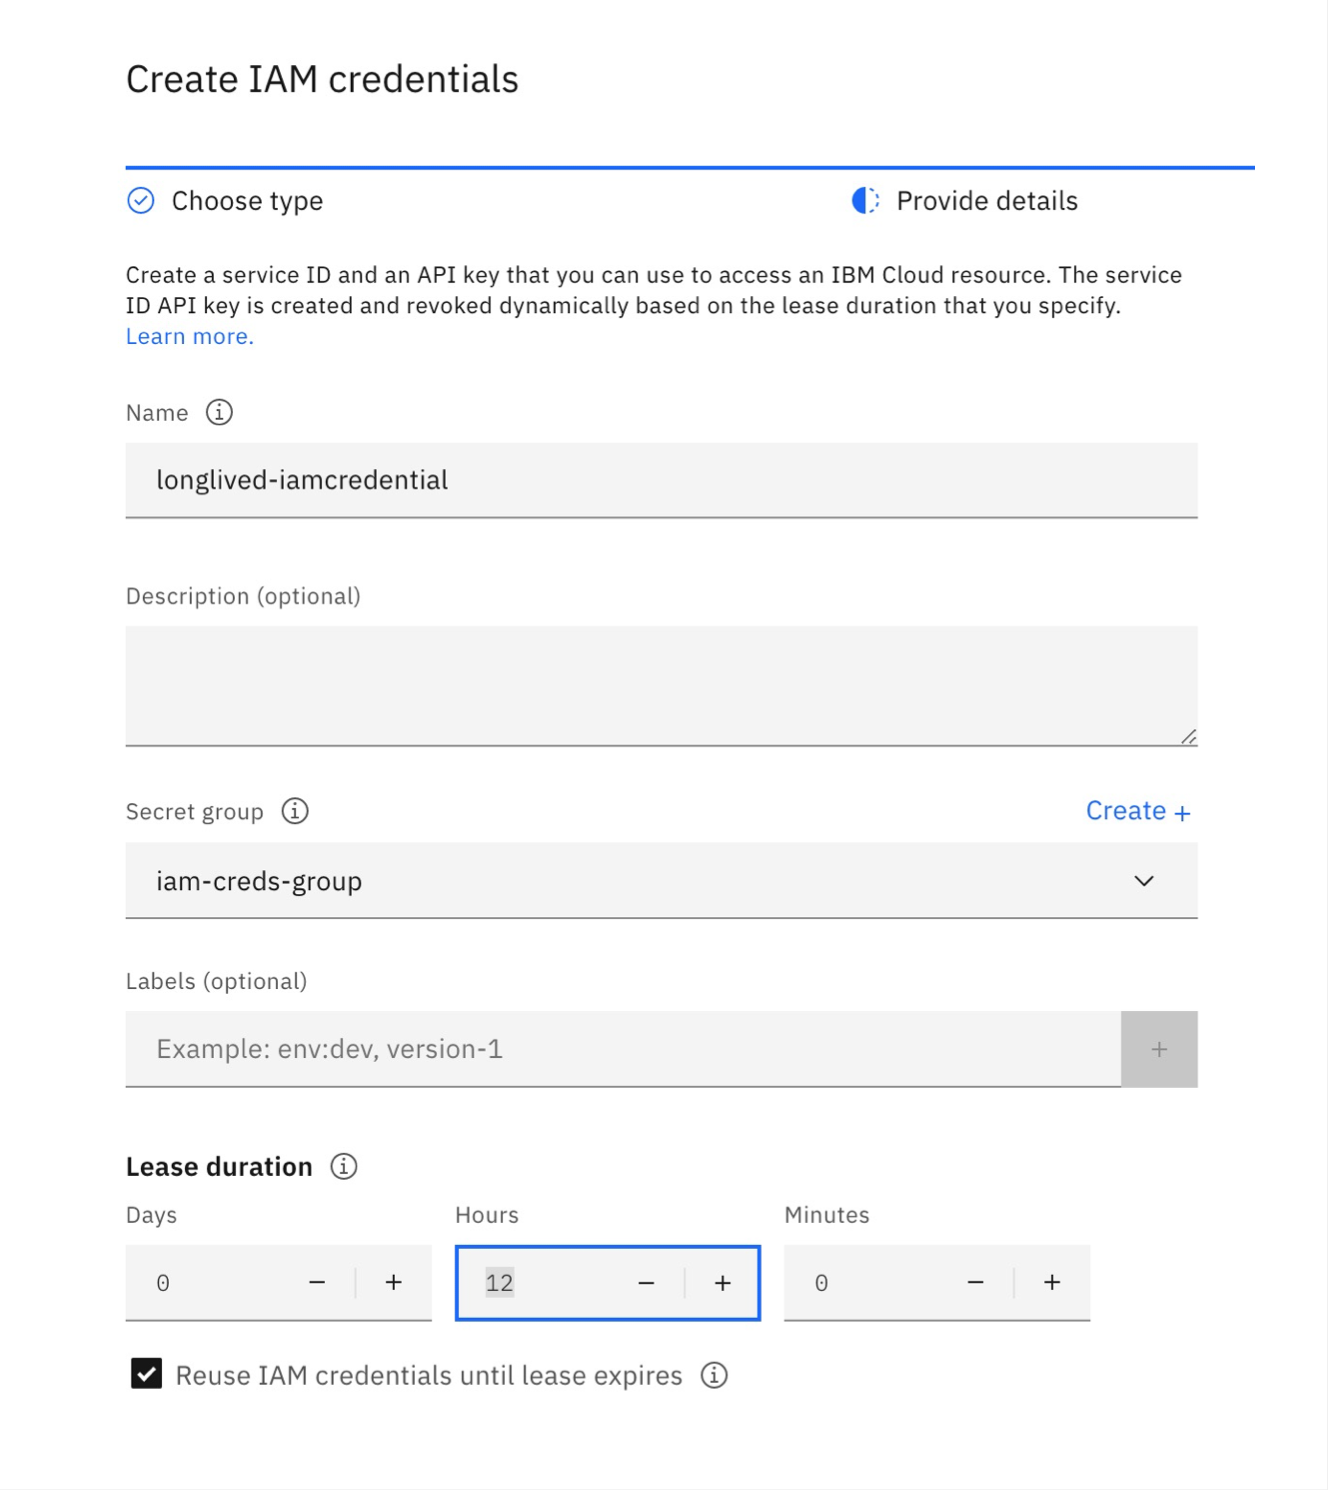 Create IAM credentials
Choose type
Provide details
Create a service ID and an API key that you can use to access an IBM Cloud resource. The service
ID API key is created and revoked dynamically based on the lease duration that you specify.
Learn more.
Name
longlived-iamcredential
Description (optional)
Secret group
Create +
iam-creds-group
Labels (optional)
Example: env:dev, version-1
+
Lease duration
Days
Hours
Minutes
0 − +
12 − +
0 − +
Reuse IAM credentials until lease expires